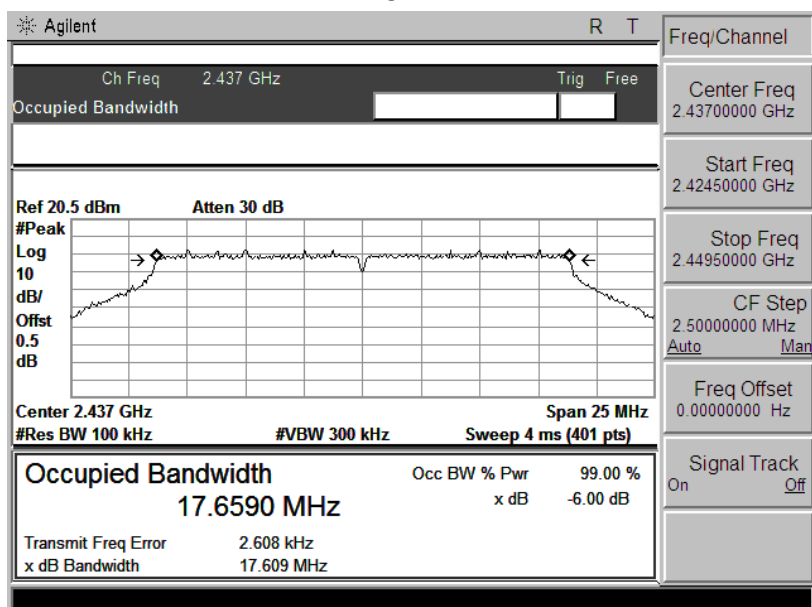 Agilent R T
Freq/Channel
Ch Freq 2.437 GHz Trig Free
Occupied Bandwidth
Center Freq
2.43700000 GHz
Start Freq
2.42450000 GHz
Stop Freq
2.44950000 GHz
CF Step
2.50000000 MHz
Auto Man
Freq Offset
0.00000000 Hz
Signal Track
On Off
Ref 20.5 dBm Atten 30 dB
#Peak
Log
10
dB/
Offst
0.5
dB
Center 2.437 GHz Span 25 MHz
#Res BW 100 kHz #VBW 300 kHz Sweep 4 ms (401 pts)
Occupied Bandwidth Occ BW % Pwr 99.00 %
17.6590 MHz x dB -6.00 dB
Transmit Freq Error 2.608 kHz
x dB Bandwidth 17.609 MHz